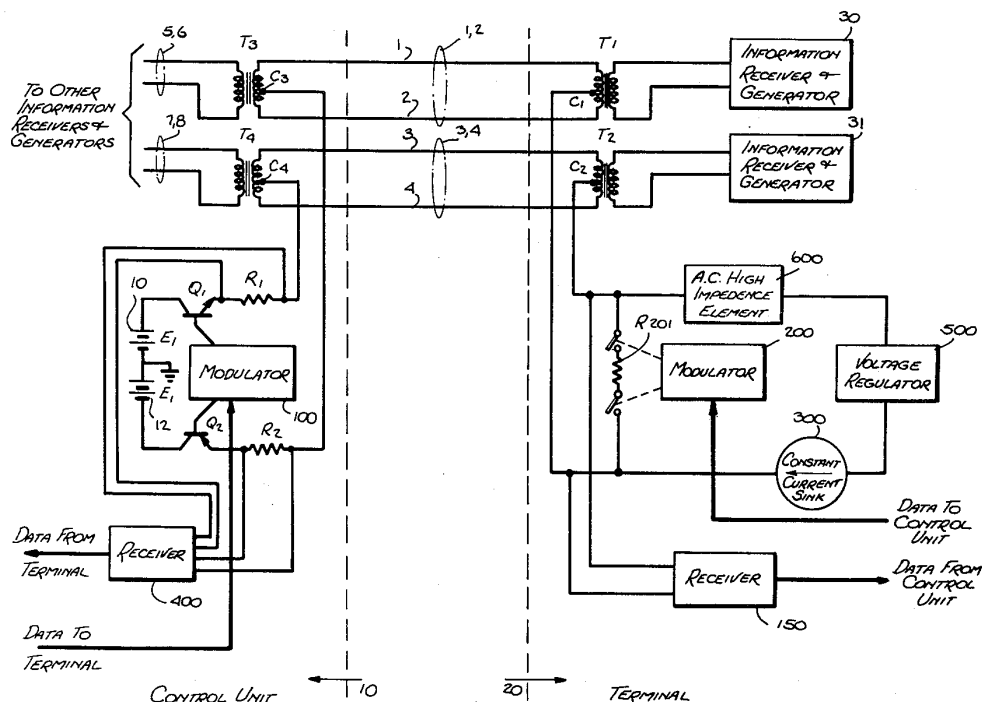 5,6
T3
1
1,2
T1
30
C3
C1
INFORMATION
RECEIVER &
GENERATOR
TO OTHER
INFORMATION
RECEIVERS &
GENERATORS
2
7,8
T4
3
3,4
T2
31
C4
C2
INFORMATION
RECEIVER &
GENERATOR
4
10
Q1
R1
E1
E1
12
MODULATOR
100
Q2
R2
600
A.C. HIGH
IMPEDENCE
ELEMENT
R201
200
MODULATOR
500
VOLTAGE
REGULATOR
300
CONSTANT
CURRENT
SINK
DATA TO
CONTROL
UNIT
DATA FROM
TERMINAL
RECEIVER
400
RECEIVER
150
DATA FROM
CONTROL
UNIT
DATA TO
TERMINAL
CONTROL UNIT
10
20
TERMINAL